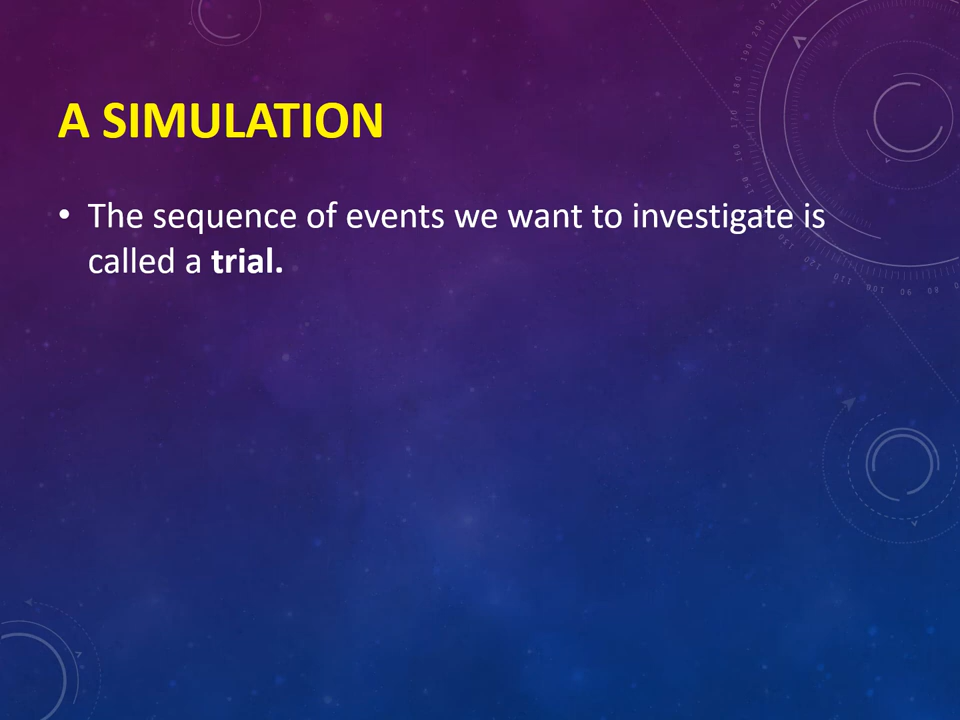 A SIMULATION
• The sequence of events we want to investigate is
called a trial.